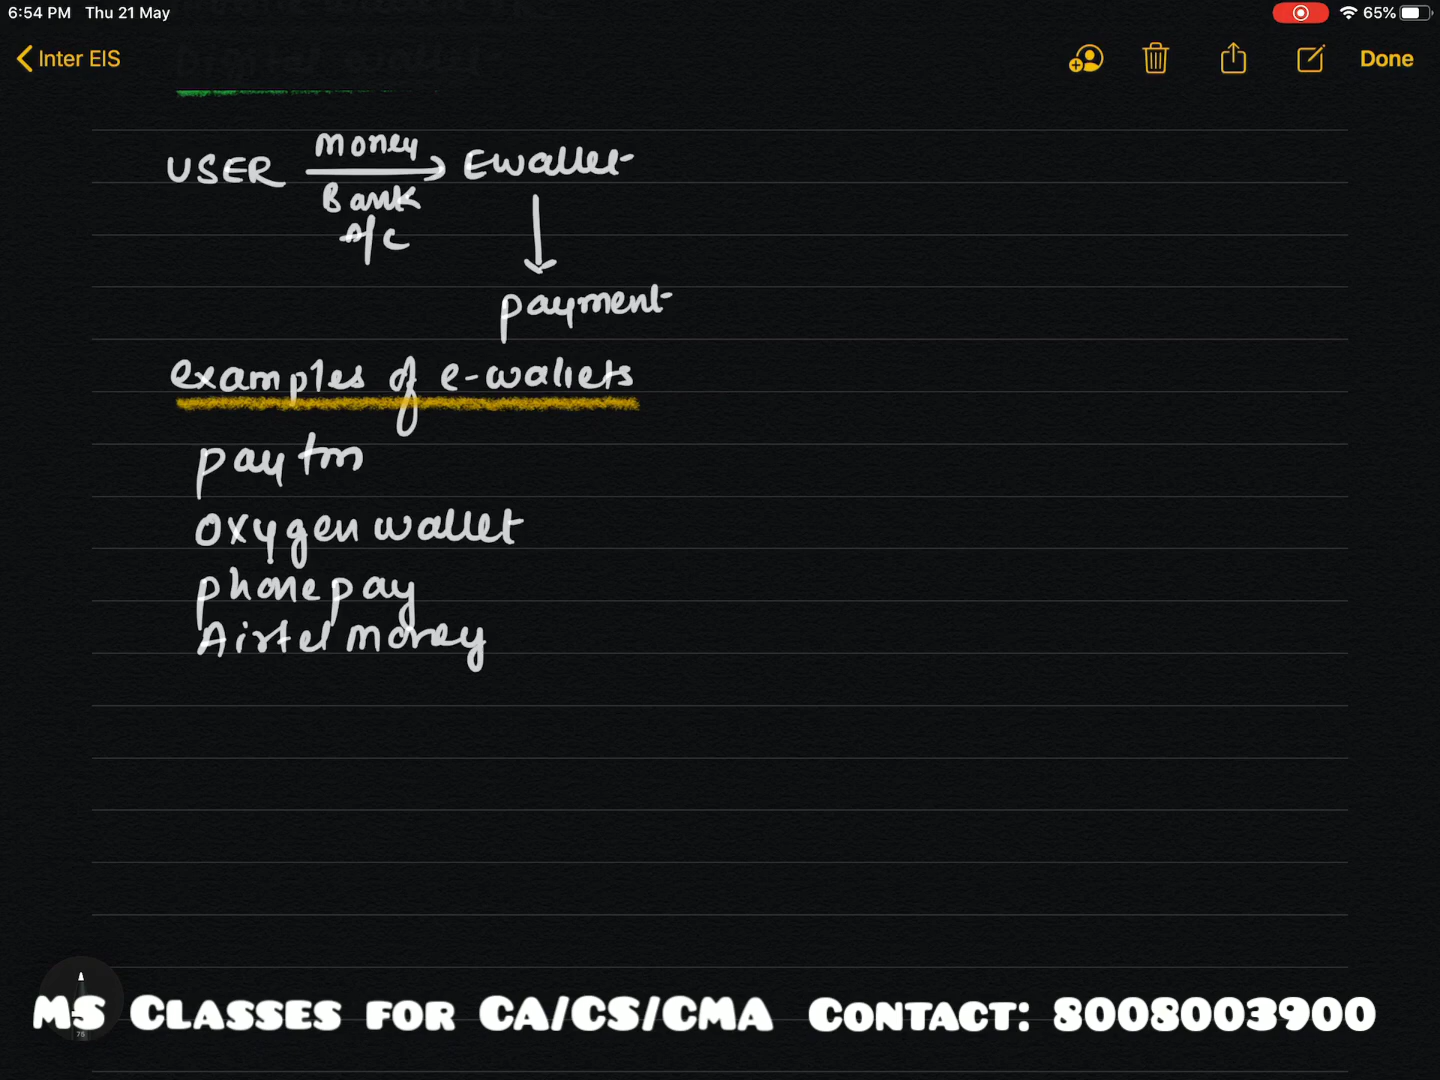 6:54 PM Thu 21 May
65%
Inter EIS
Done
USER money Ewallet
Bank
A/C
payment
examples of e-wallets
paytm
oxygen wallet
phonepay
Airtel money
MS Classes for CA/CS/CMA Contact: 8008003900